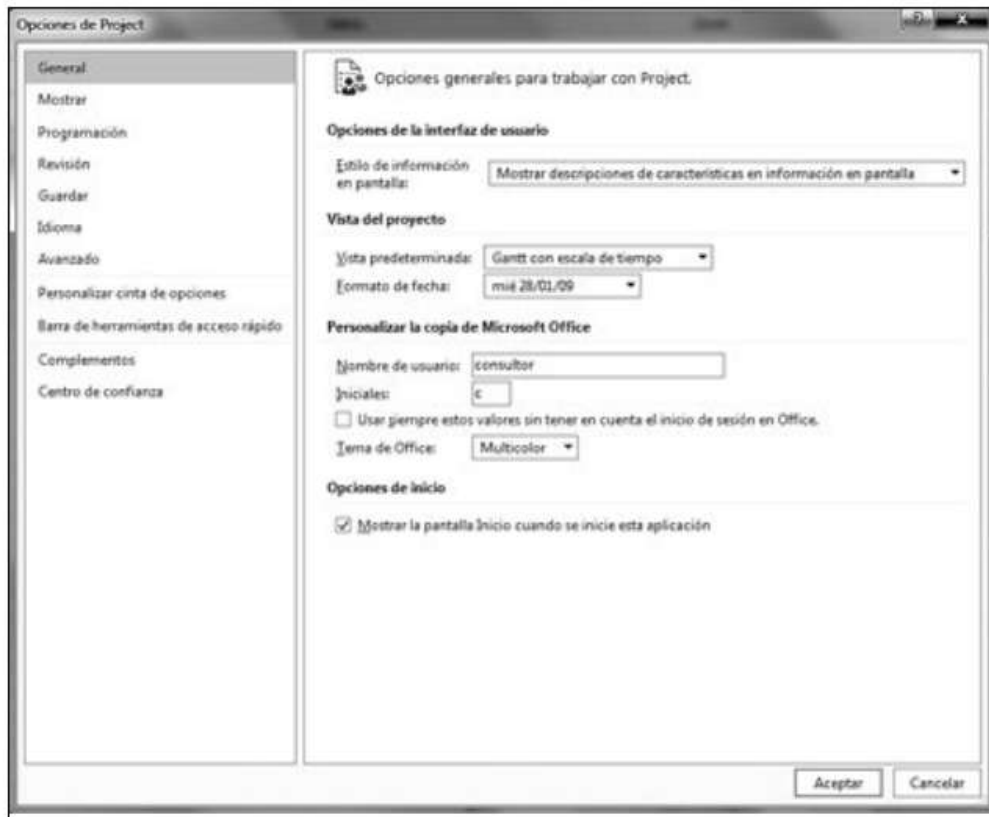 Opciones de Project
General
Mostrar
Programación
Revisión
Guardar
Idioma
Avanzado
Personalizar cinta de opciones
Barra de herramientas de acceso rápido
Complementos
Centro de confianza
Opciones generales para trabajar con Project.
Opciones de la interfaz de usuario
Estilo de información en pantalla: Mostrar descripciones de características en información en pantalla
Vista del proyecto
Vista predeterminada: Gantt con escala de tiempo
Formato de fecha: mié 28/01/09
Personalizar la copia de Microsoft Office
Nombre de usuario: consultor
Iniciales: c
Usar siempre estos valores sin tener en cuenta el inicio de sesión en Office.
Tema de Office: Multicolor
Opciones de inicio
Mostrar la pantalla Inicio cuando se inicie esta aplicación
Aceptar Cancelar